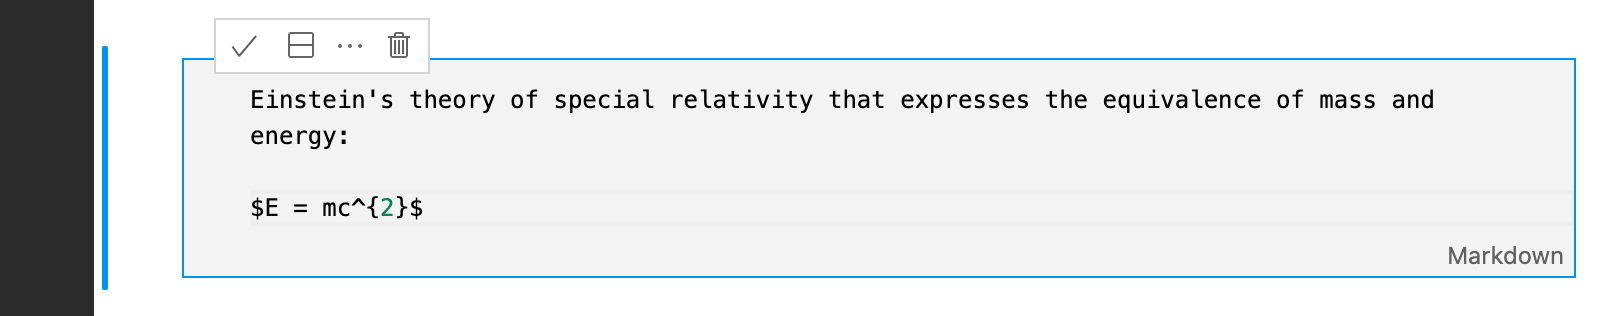 Einstein's theory of special relativity that expresses the equivalence of mass and
energy:
$E = mc^{2}$
Markdown